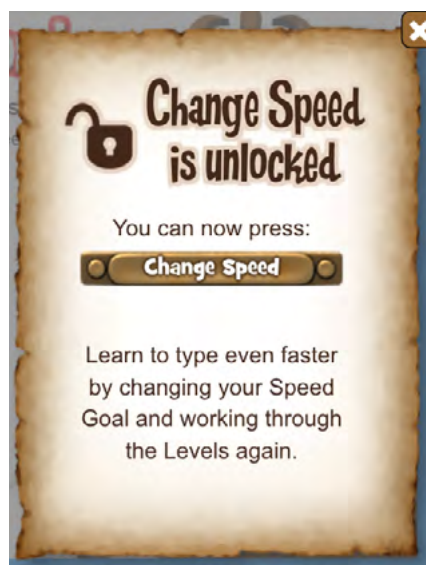 Change Speed
is unlocked
You can now press:
Change Speed
Learn to type even faster
by changing your Speed
Goal and working through
the Levels again.